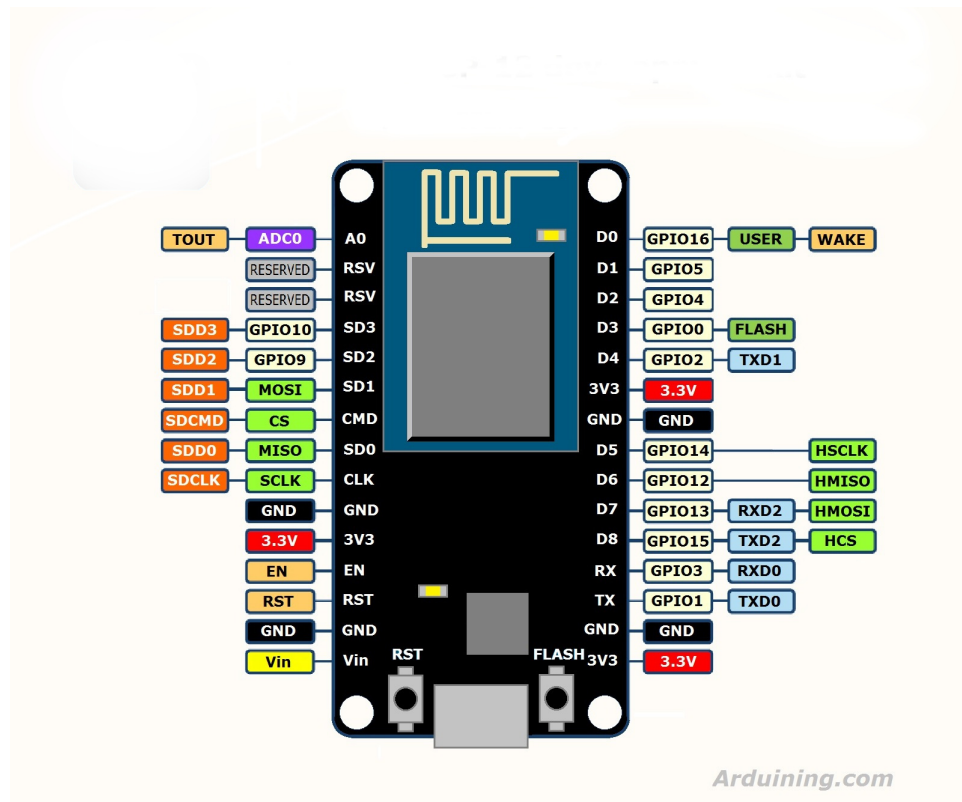 TOUT ADC0 A0 D0 GPIO16 USER WAKE
RESERVED RSV D1 GPIO5
RESERVED RSV D2 GPIO4
SDD3 GPIO10 SD3 D3 GPIO0 FLASH
SDD2 GPIO9 SD2 D4 GPIO2 TXD1
SDD1 MOSI SD1 3V3 3.3V
SDCMD CS CMD GND GND
SDD0 MISO SD0 D5 GPIO14 HSCLK
SDCLK SCLK CLK D6 GPIO12 HMISO
GND GND D7 GPIO13 RXD2 HMOSI
3.3V 3V3 D8 GPIO15 TXD2 HCS
EN EN RX GPIO3 RXD0
RST RST TX GPIO1 TXD0
GND GND GND GND
Vin Vin RST FLASH 3V3 3.3V
Arduining.com